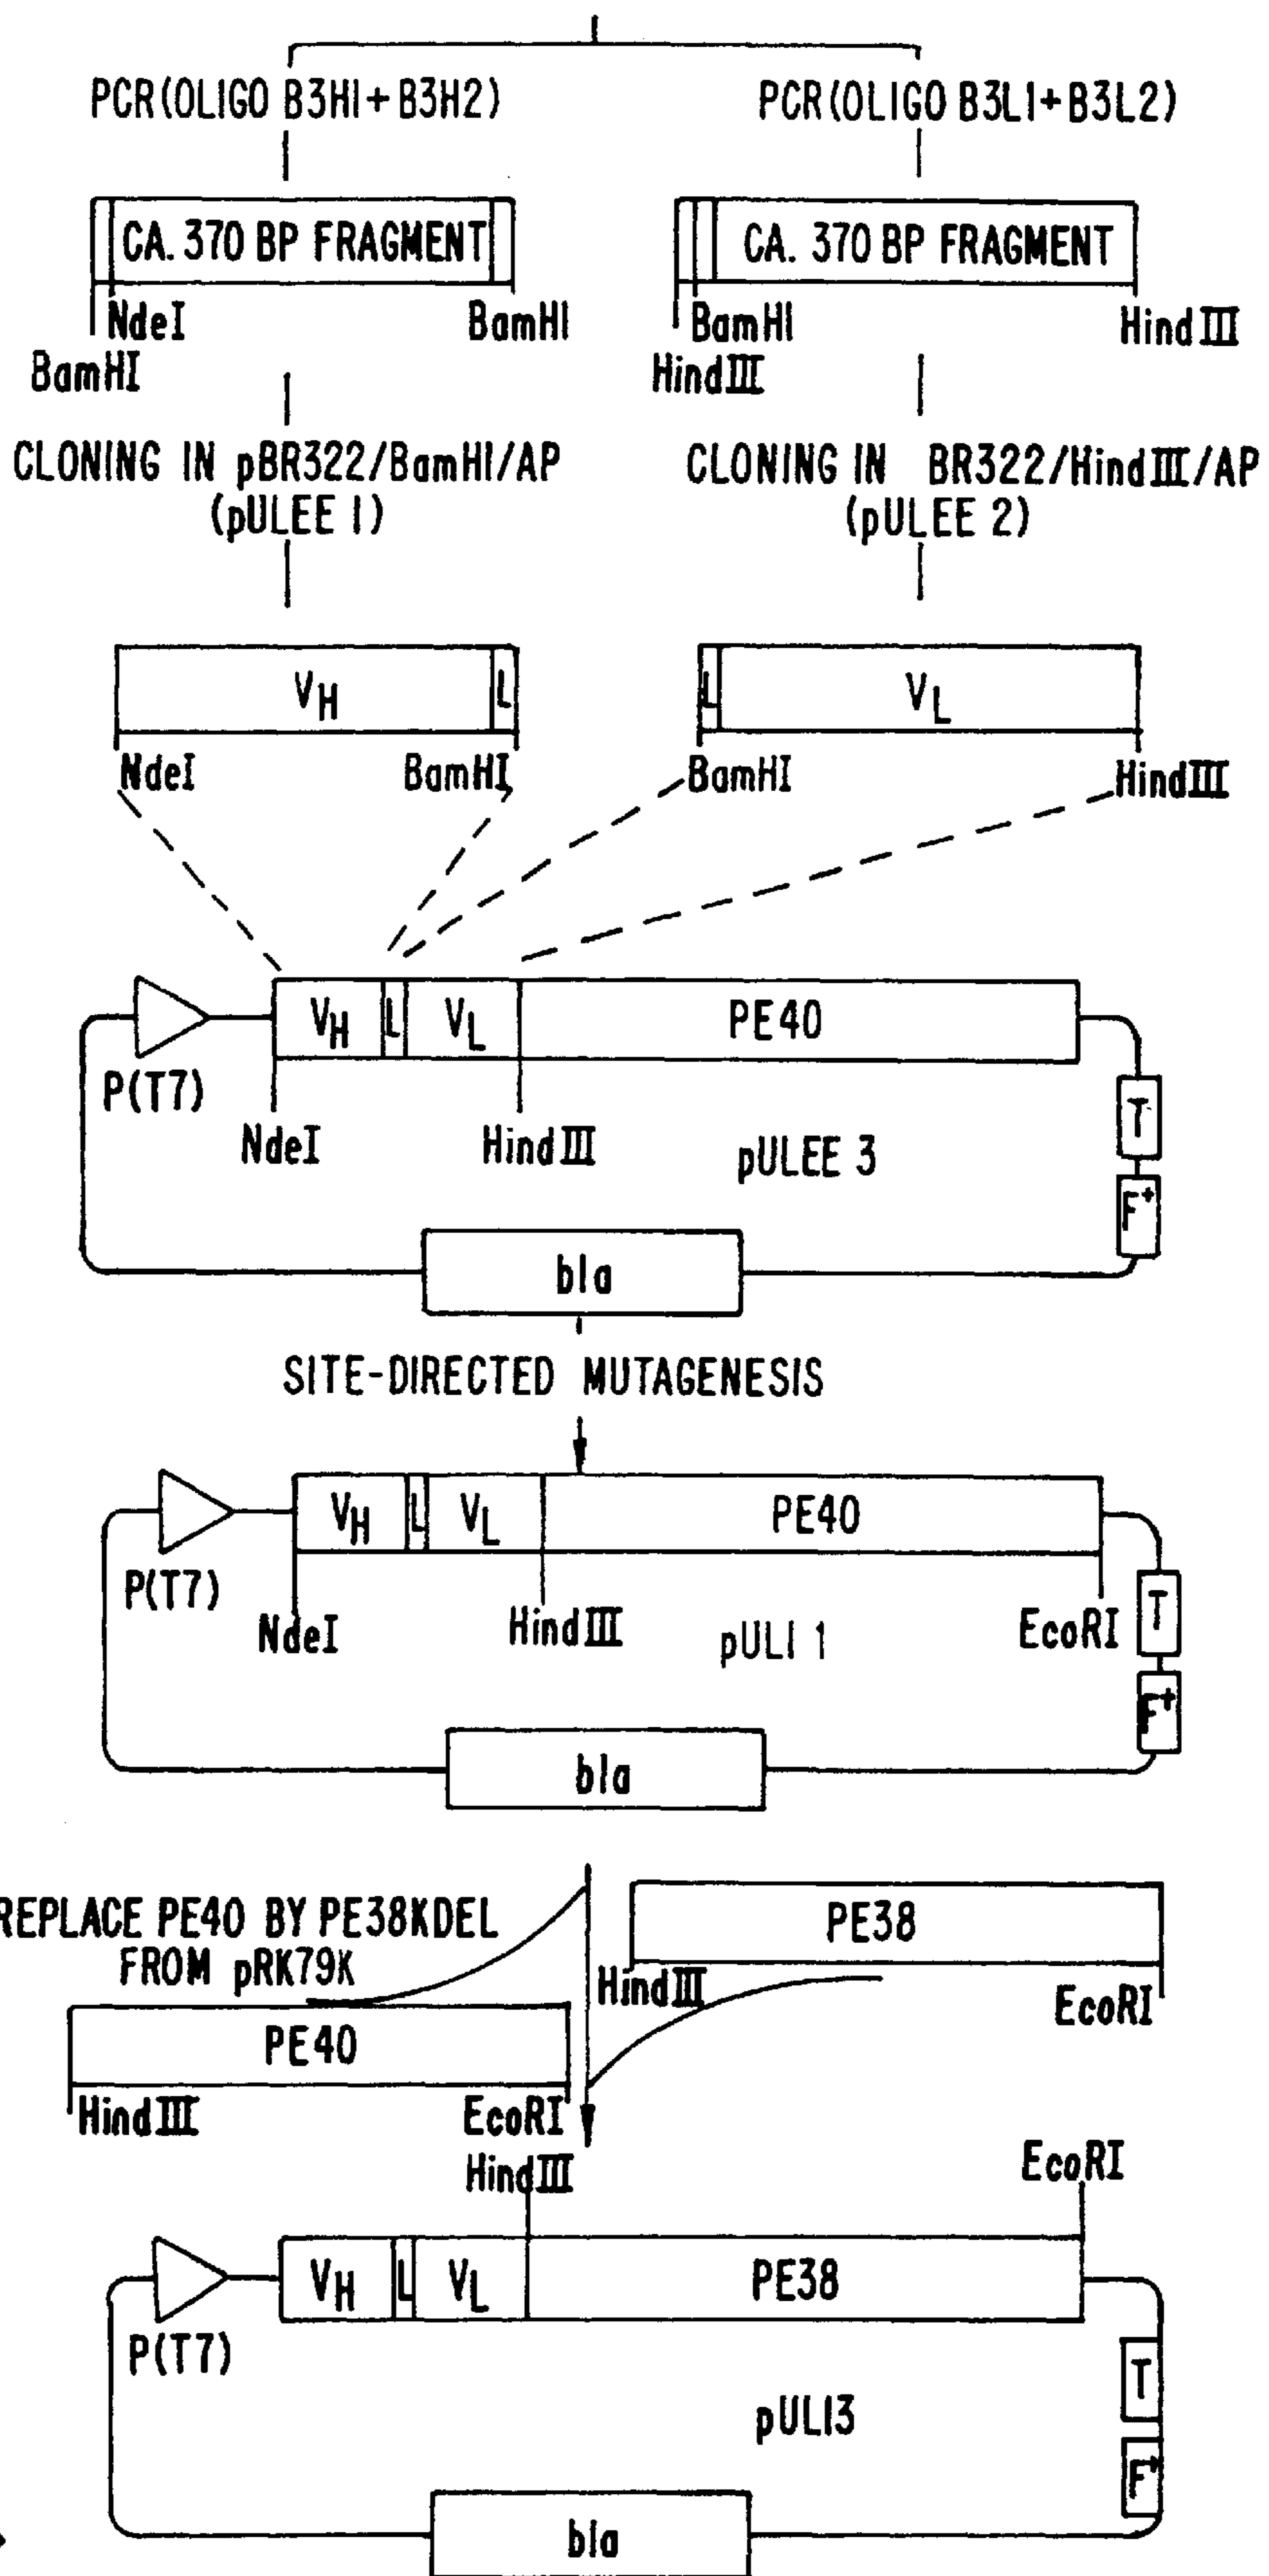 PCR(OLIGO B3H1+B3H2)
PCR(OLIGO B3L1+B3L2)
CA. 370 BP FRAGMENT
CA. 370 BP FRAGMENT
NdeI
BamHI
BamHI
BamHI
HindIII
HindIII
CLONING IN pBR322/BamHI/AP
(pULEE 1)
CLONING IN BR322/HindIII/AP
(pULEE 2)
VH
L
L
VL
NdeI
BamHI
BamHI
HindIII
VH
L
VL
PE40
P(T7)
NdeI
HindIII
pULEE 3
T
F+
bla
SITE-DIRECTED MUTAGENESIS
VH
L
VL
PE40
P(T7)
NdeI
HindIII
pULI 1
EcoRI
T
F+
bla
REPLACE PE40 BY PE38KDEL
FROM pRK79K
PE38
HindIII
EcoRI
PE40
HindIII
EcoRI
HindIII
EcoRI
VH
L
VL
PE38
P(T7)
pULI3
T
F+
bla